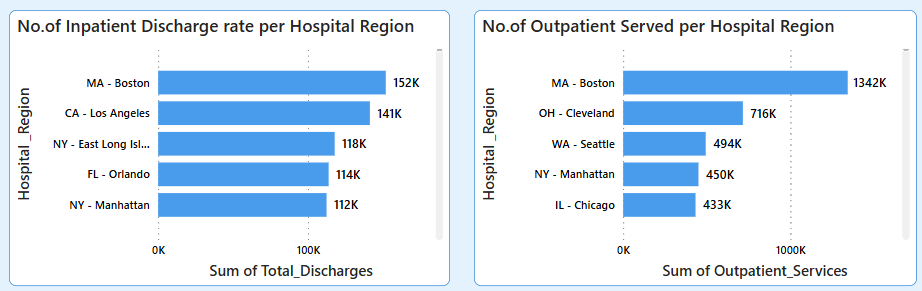 No.of Inpatient Discharge rate per Hospital Region
Hospital _Region
MA - Boston 152K
CA - Los Angeles 141K
NY - East Long Isl... 118K
FL - Orlando 114K
NY - Manhattan 112K
0K 100K
Sum of Total_Discharges
No.of Outpatient Served per Hospital Region
Hospital_Region
MA - Boston 1342K
OH - Cleveland 716K
WA - Seattle 494K
NY - Manhattan 450K
IL - Chicago 433K
0K 1000K
Sum of Outpatient_Services